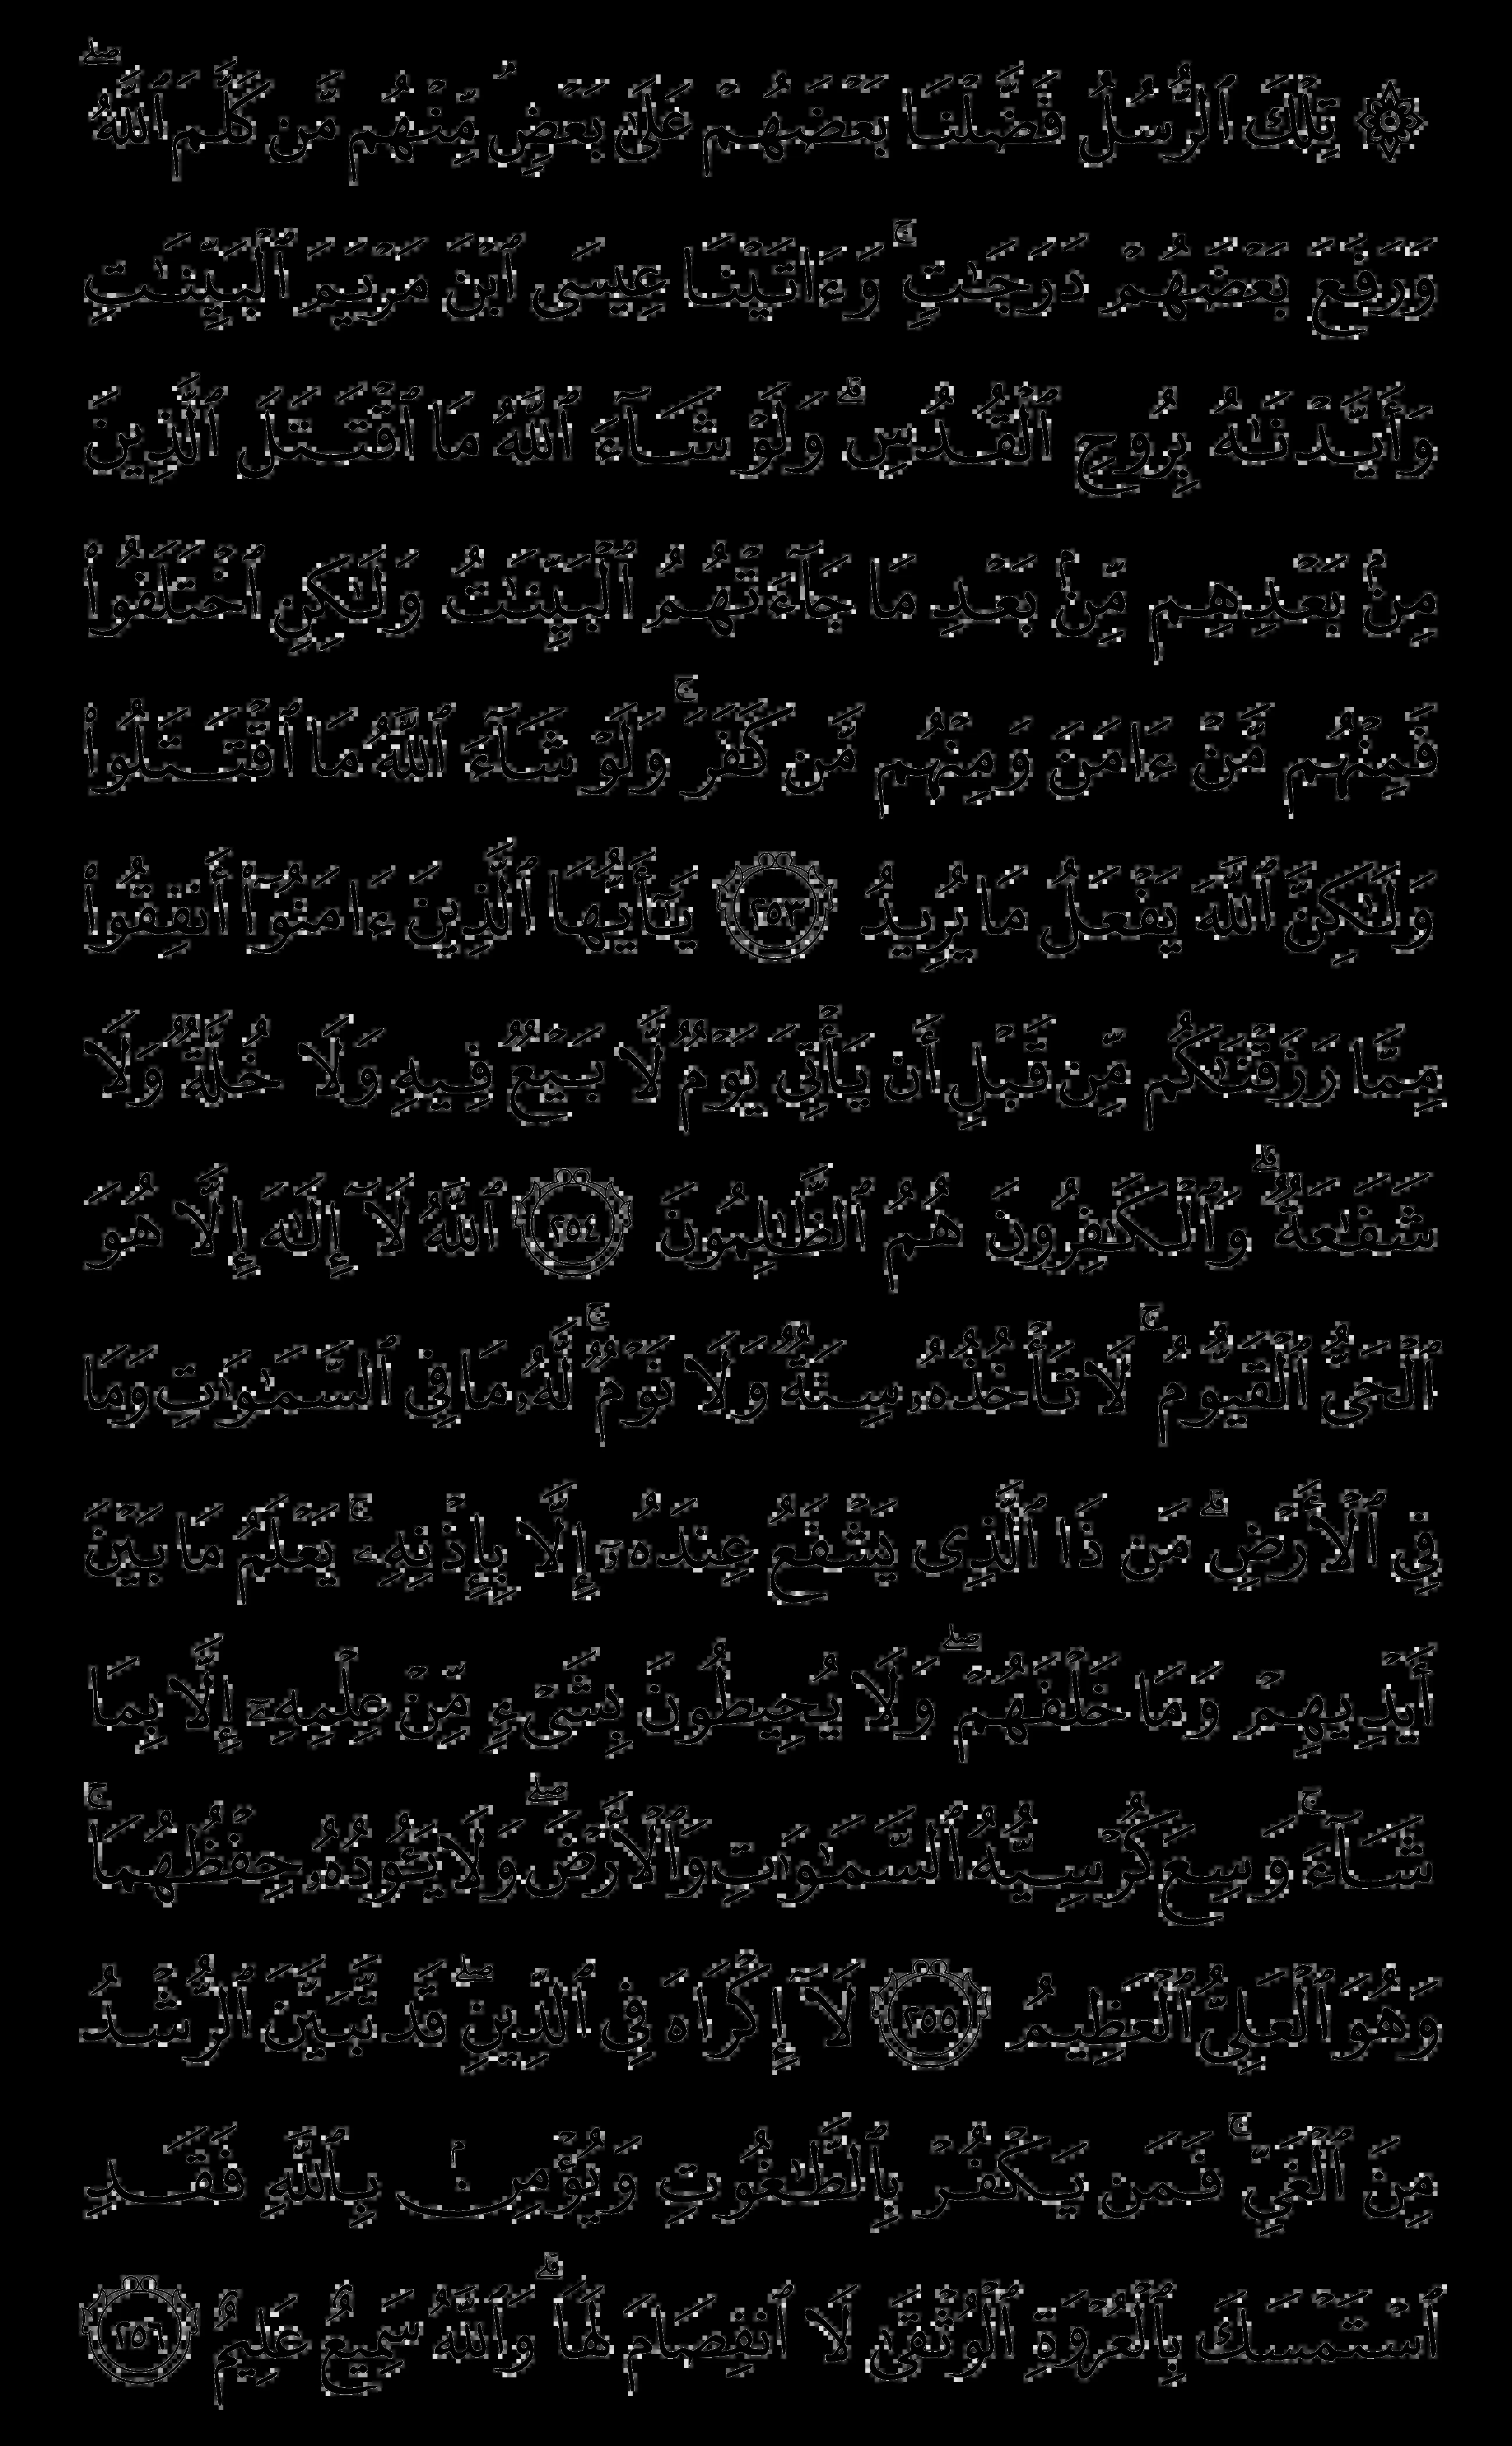 ۞ تِلْكَ ٱلرُّسُلُ فَضَّلْنَا بَعْضَهُمْ عَلَىٰ بَعْضٍۢ ۘ مِّنْهُم مَّن كَلَّمَ ٱللَّهُ ۖ
وَرَفَعَ بَعْضَهُمْ دَرَجَٰتٍۢ ۚ وَءَاتَيْنَا عِيسَى ٱبْنَ مَرْيَمَ ٱلْبَيِّنَٰتِ
وَأَيَّدْنَٰهُ بِرُوحِ ٱلْقُدُسِ ۗ وَلَوْ شَآءَ ٱللَّهُ مَا ٱقْتَتَلَ ٱلَّذِينَ
مِنۢ بَعْدِهِم مِّنۢ بَعْدِ مَا جَآءَتْهُمُ ٱلْبَيِّنَٰتُ وَلَٰكِنِ ٱخْتَلَفُوا۟
فَمِنْهُم مَّنْ ءَامَنَ وَمِنْهُم مَّن كَفَرَ ۚ وَلَوْ شَآءَ ٱللَّهُ مَا ٱقْتَتَلُوا۟
وَلَٰكِنَّ ٱللَّهَ يَفْعَلُ مَا يُرِيدُ ٢٥٣ يَٰٓأَيُّهَا ٱلَّذِينَ ءَامَنُوٓا۟ أَنفِقُوا۟
مِمَّا رَزَقْنَٰكُم مِّن قَبْلِ أَن يَأْتِىَ يَوْمٌۭ لَّا بَيْعٌۭ فِيهِ وَلَا خُلَّةٌۭ وَلَا
شَفَٰعَةٌۭ ۗ وَٱلْكَٰفِرُونَ هُمُ ٱلظَّٰلِمُونَ ٢٥٤ ٱللَّهُ لَآ إِلَٰهَ إِلَّا هُوَ
ٱلْحَىُّ ٱلْقَيُّومُ ۚ لَا تَأْخُذُهُۥ سِنَةٌۭ وَلَا نَوْمٌۭ ۚ لَّهُۥ مَا فِى ٱلسَّمَٰوَٰتِ وَمَا
فِى ٱلْأَرْضِ ۗ مَن ذَا ٱلَّذِى يَشْفَعُ عِندَهُۥٓ إِلَّا بِإِذْنِهِۦ ۚ يَعْلَمُ مَا بَيْنَ
أَيْدِيهِمْ وَمَا خَلْفَهُمْ ۖ وَلَا يُحِيطُونَ بِشَىْءٍۢ مِّنْ عِلْمِهِۦٓ إِلَّا بِمَا
شَآءَ ۚ وَسِعَ كُرْسِيُّهُ ٱلسَّمَٰوَٰتِ وَٱلْأَرْضَ ۖ وَلَا يَـُٔودُهُۥ حِفْظُهُمَا ۚ
وَهُوَ ٱلْعَلِىُّ ٱلْعَظِيمُ ٢٥٥ لَآ إِكْرَاهَ فِى ٱلدِّينِ ۖ قَد تَّبَيَّنَ ٱلرُّشْدُ
مِنَ ٱلْغَىِّ ۚ فَمَن يَكْفُرْ بِٱلطَّٰغُوتِ وَيُؤْمِنۢ بِٱللَّهِ فَقَدِ
ٱسْتَمْسَكَ بِٱلْعُرْوَةِ ٱلْوُثْقَىٰ لَا ٱنفِصَامَ لَهَا ۗ وَٱللَّهُ سَمِيعٌ عَلِيمٌ ٢٥٦